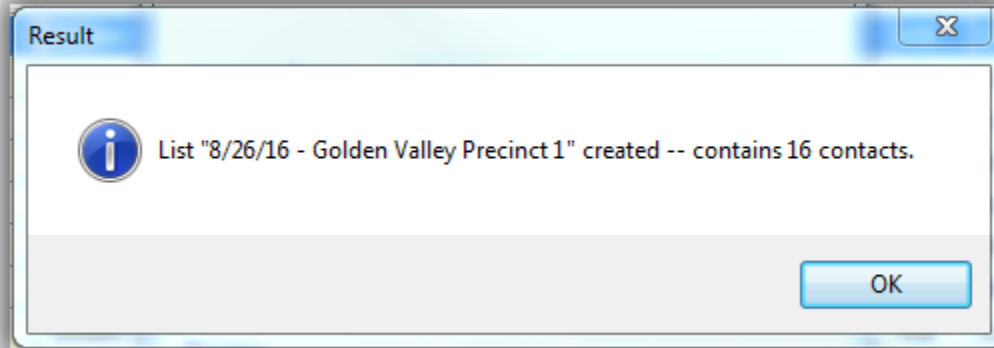 Result
List "8/26/16 - Golden Valley Precinct 1" created -- contains 16 contacts.
OK